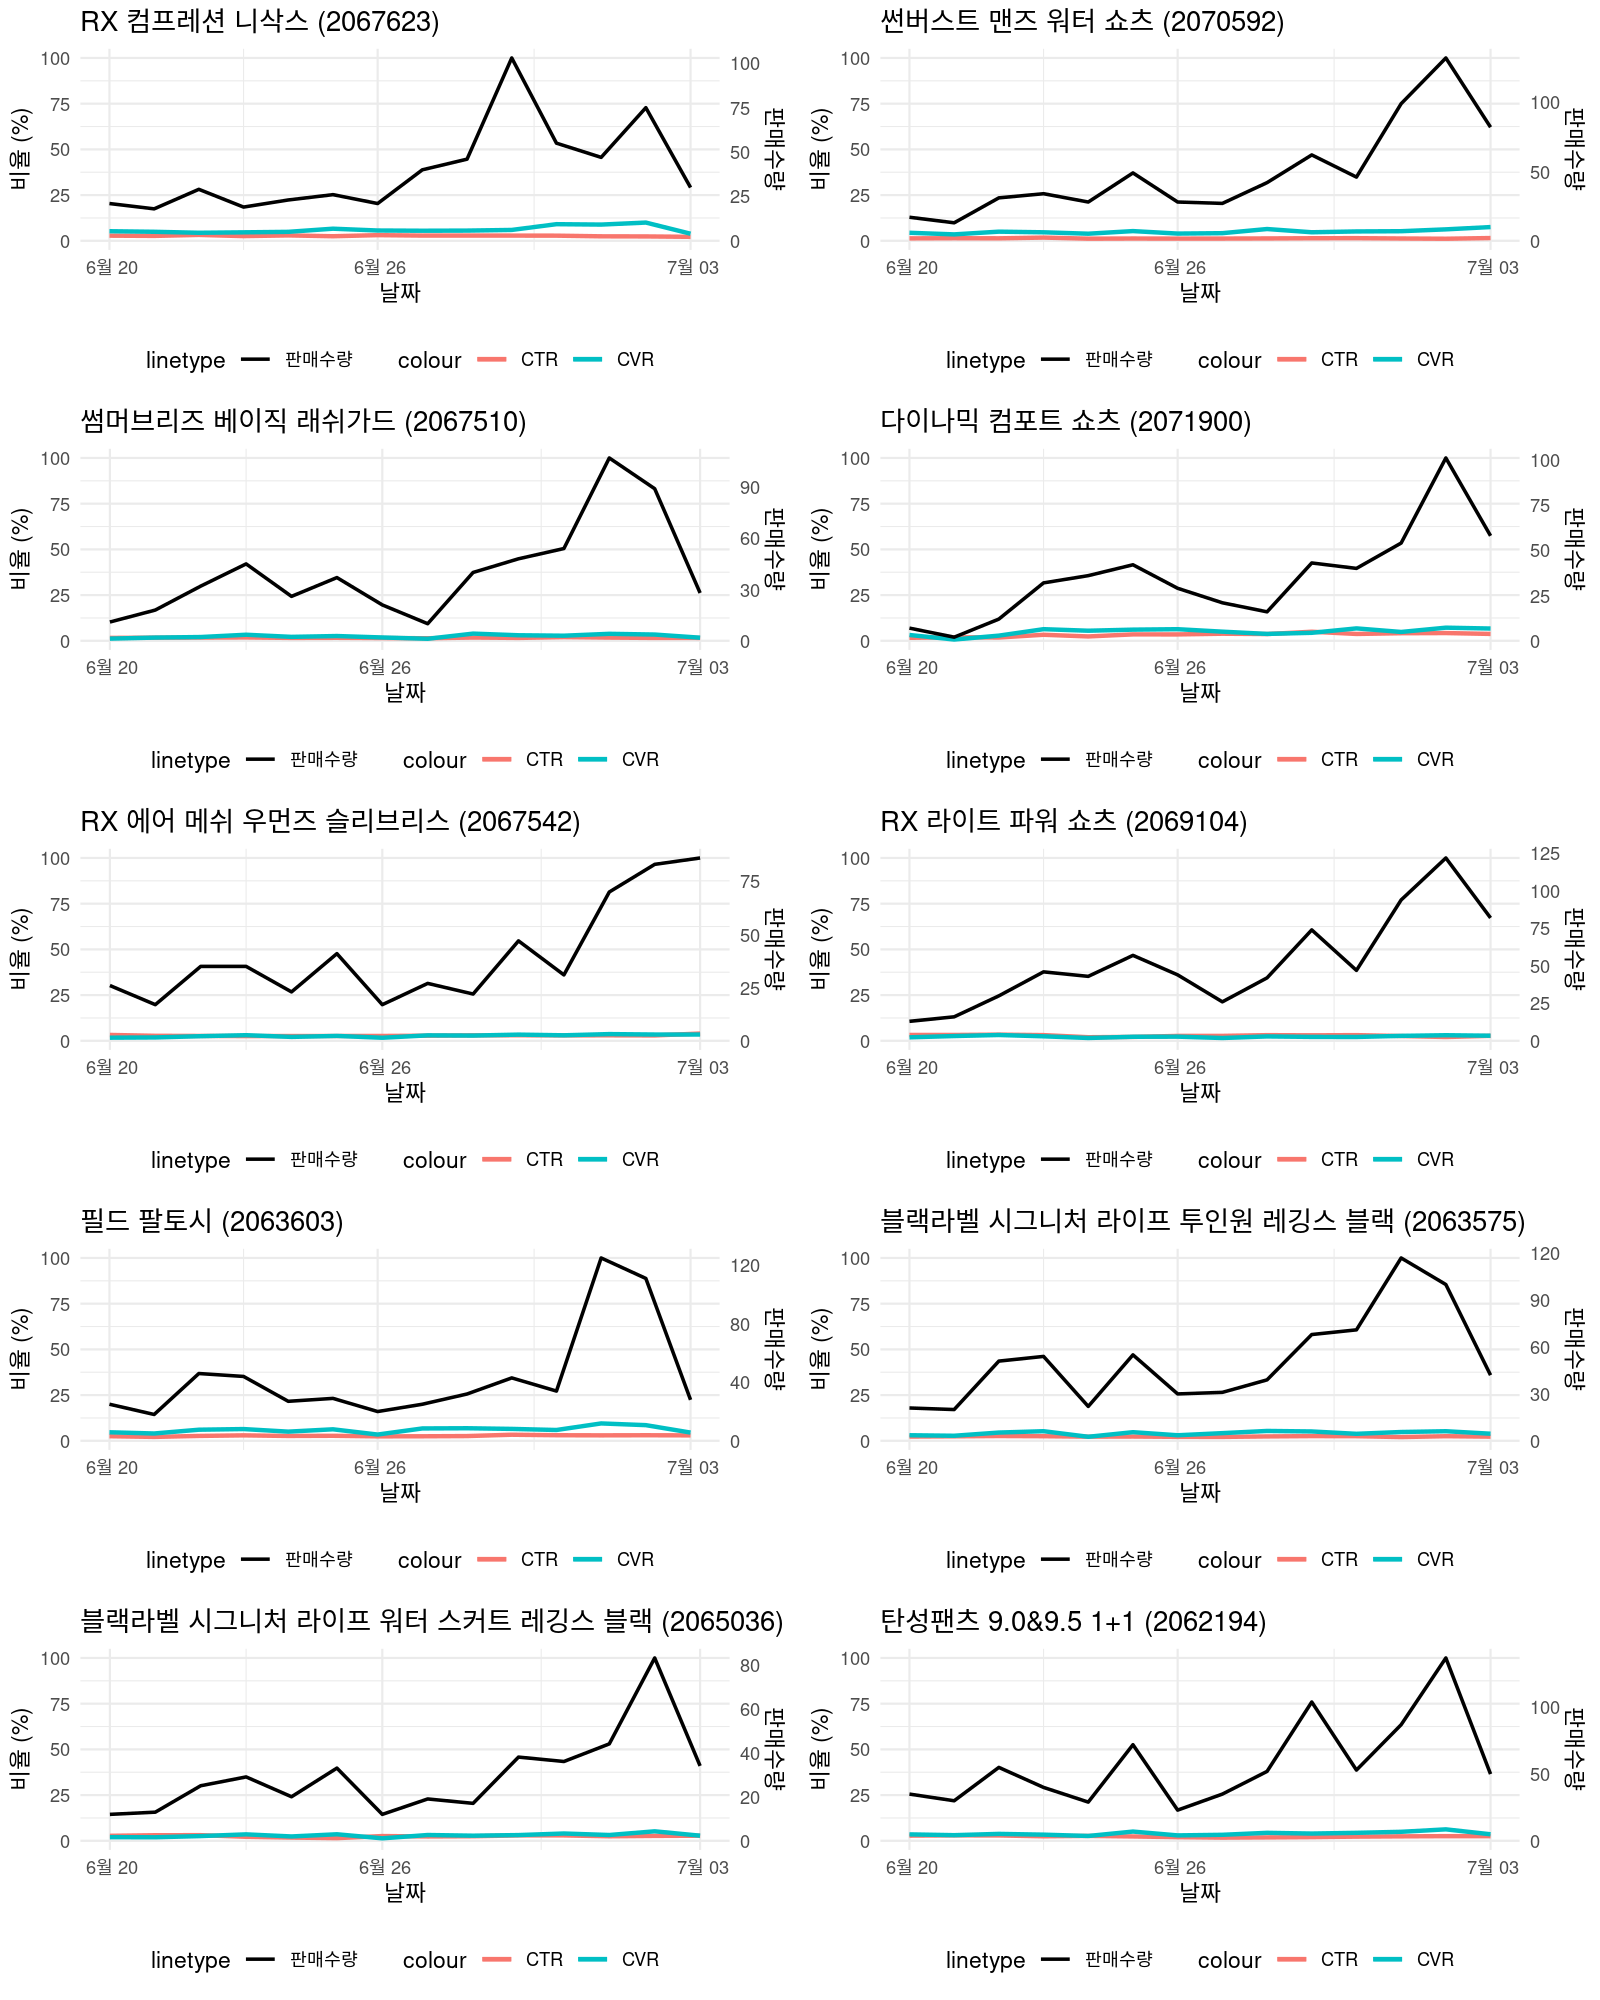 RX 컴프레션 니삭스 (2067623)
100
75
50
25
0
비율 (%)
100
75
50
25
0
판매수량
6월 20
6월 26
7월 03
날짜
linetype 판매수량 colour CTR CVR
썬버스트 맨즈 워터 쇼츠 (2070592)
100
75
50
25
0
비율 (%)
100
50
0
판매수량
6월 20
6월 26
7월 03
날짜
linetype 판매수량 colour CTR CVR
썸머브리즈 베이직 래쉬가드 (2067510)
100
75
50
25
0
비율 (%)
90
60
30
0
판매수량
6월 20
6월 26
7월 03
날짜
linetype 판매수량 colour CTR CVR
다이나믹 컴포트 쇼츠 (2071900)
100
75
50
25
0
비율 (%)
100
75
50
25
0
판매수량
6월 20
6월 26
7월 03
날짜
linetype 판매수량 colour CTR CVR
RX 에어 메쉬 우먼즈 슬리브리스 (2067542)
100
75
50
25
0
비율 (%)
75
50
25
0
판매수량
6월 20
6월 26
7월 03
날짜
linetype 판매수량 colour CTR CVR
RX 라이트 파워 쇼츠 (2069104)
100
75
50
25
0
비율 (%)
125
100
75
50
25
0
판매수량
6월 20
6월 26
7월 03
날짜
linetype 판매수량 colour CTR CVR
필드 팔토시 (2063603)
100
75
50
25
0
비율 (%)
120
80
40
0
판매수량
6월 20
6월 26
7월 03
날짜
linetype 판매수량 colour CTR CVR
블랙라벨 시그니처 라이프 투인원 레깅스 블랙 (2063575)
100
75
50
25
0
비율 (%)
120
90
60
30
0
판매수량
6월 20
6월 26
7월 03
날짜
linetype 판매수량 colour CTR CVR
블랙라벨 시그니처 라이프 워터 스커트 레깅스 블랙 (2065036)
100
75
50
25
0
비율 (%)
80
60
40
20
0
판매수량
6월 20
6월 26
7월 03
날짜
linetype 판매수량 colour CTR CVR
탄성팬츠 9.0&9.5 1+1 (2062194)
100
75
50
25
0
비율 (%)
100
50
0
판매수량
6월 20
6월 26
7월 03
날짜
linetype 판매수량 colour CTR CVR